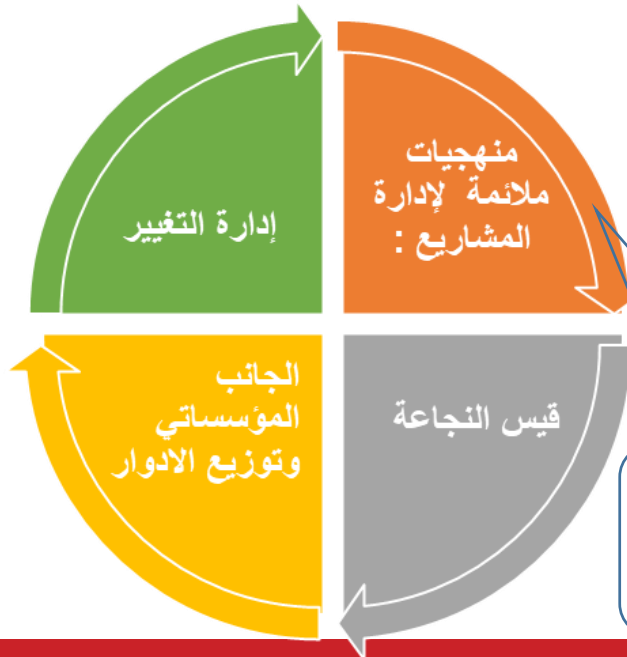 منهجيات
ملائمة لإدارة
المشاريع :
إدارة التغيير
قيس النجاعة
الجانب
المؤسساتي
وتوزيع الادوار